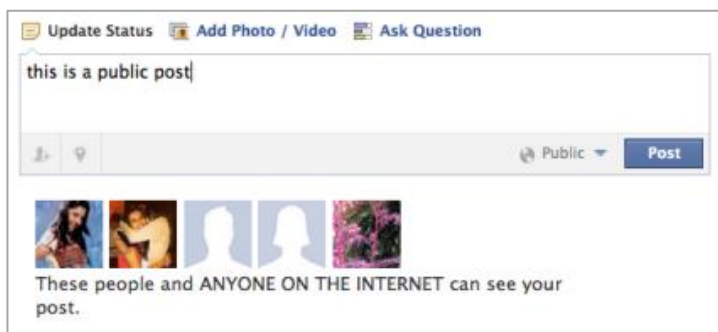 Update Status Add Photo / Video Ask Question
this is a public post
Public Post
These people and ANYONE ON THE INTERNET can see your
post.